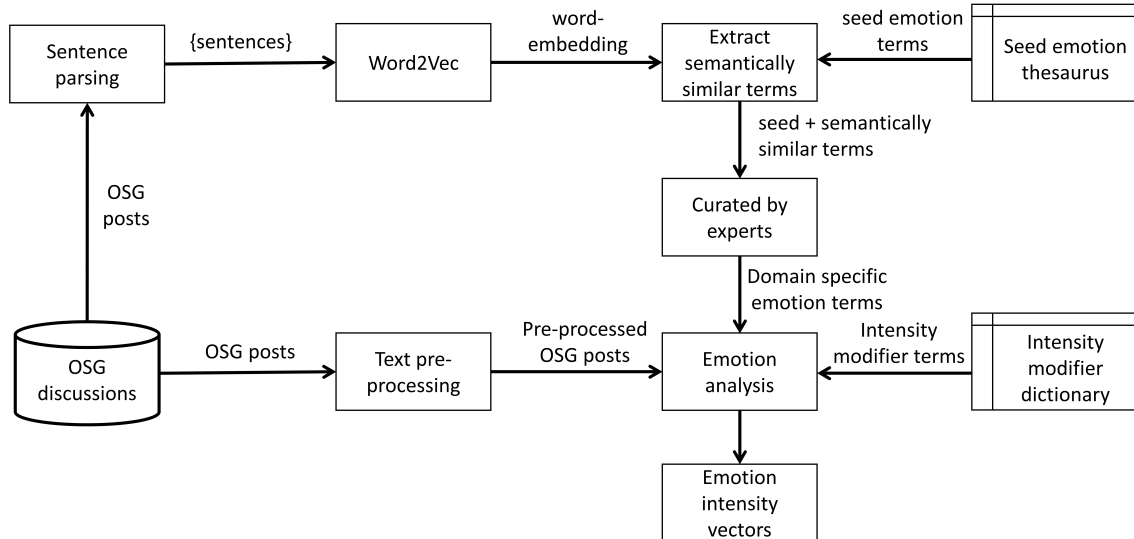 Sentence
parsing
{sentences}
Word2Vec
word-
embedding
Extract
semantically
similar terms
seed emotion
terms
Seed emotion
thesaurus
seed + semantically
similar terms
OSG
posts
Curated by
experts
Domain specific
emotion terms
OSG
discussions
OSG posts
Text pre-
processing
Pre-processed
OSG posts
Emotion
analysis
Intensity
modifier terms
Intensity
modifier
dictionary
Emotion
intensity
vectors